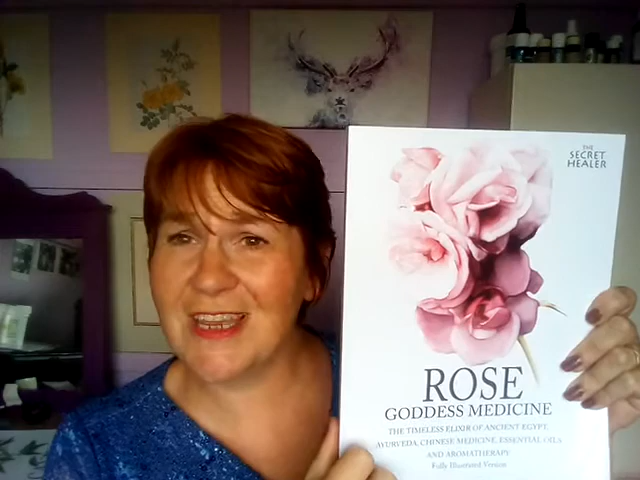 THE
SECRET
HEALER
ROSE
GODDESS MEDICINE
THE TIMELESS ELIXIR OF ANCIENT EGYPT,
AYURVEDA, CHINESE MEDICINE, ESSENTIAL OILS
AND AROMATHERAPY
Fully Illustrated Version